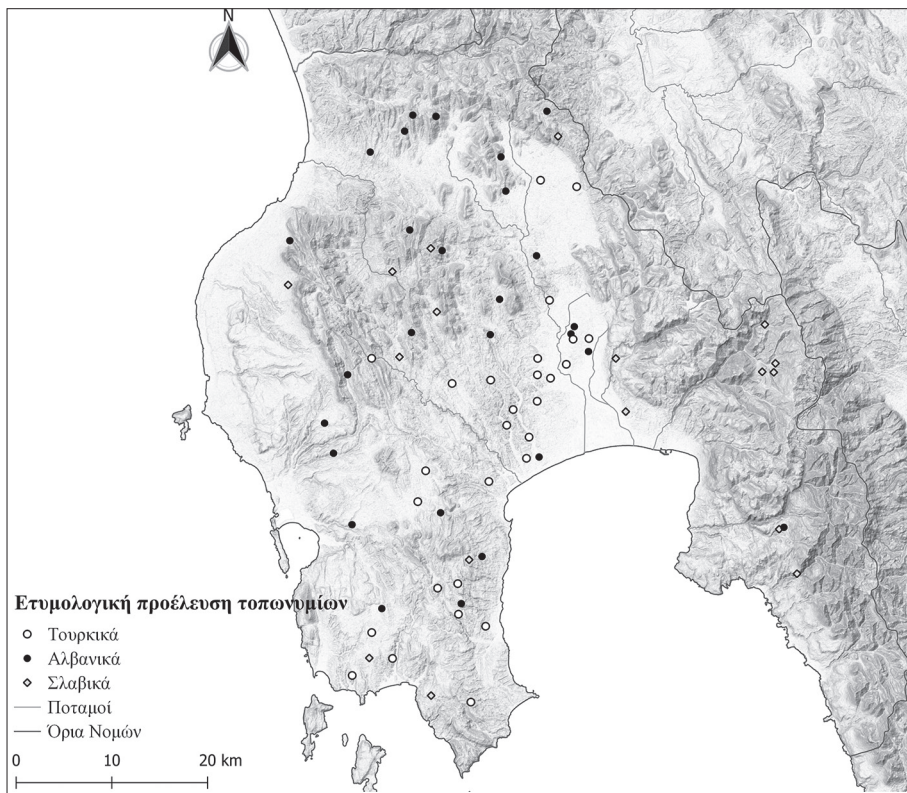 N
Ετυμολογική προέλευση τοπωνυμίων
Τουρκικά
Αλβανικά
Σλαβικά
Ποταμοί
Όρια Νομών
0 10 20 km